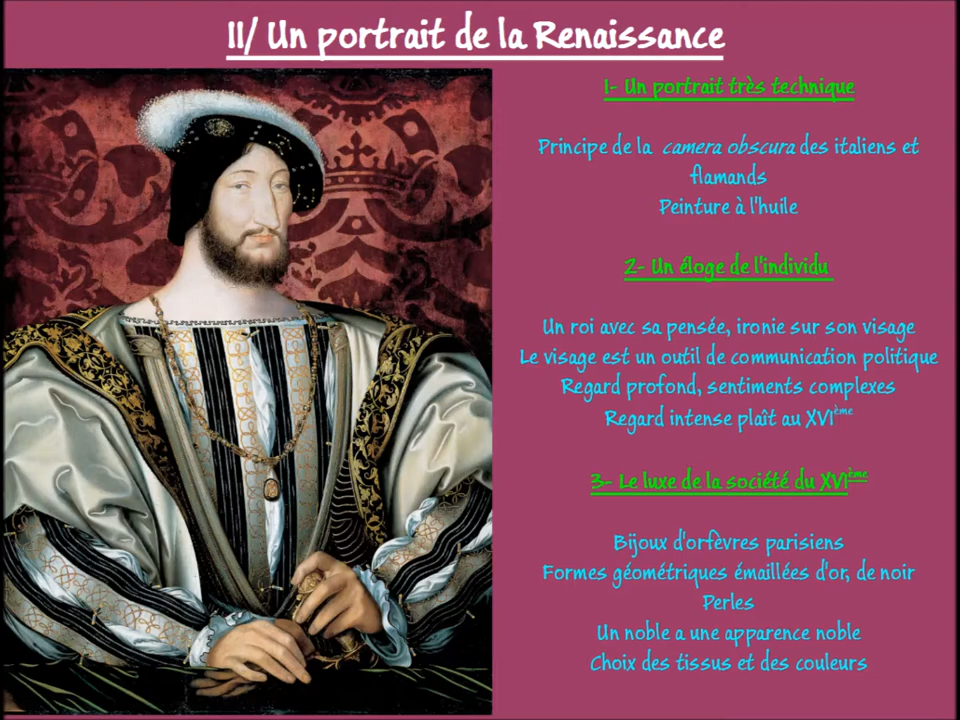 II/ Un portrait de la Renaissance
1- Un portrait très technique
Principe de la camera obscura des italiens et
flamands
Peinture à l'huile
2- Un éloge de l'individu
Un roi avec sa pensée, ironie sur son visage
Le visage est un outil de communication politique
Regard profond, sentiments complexes
Regard intense plaît au XVIème
3- Le luxe de la société du XVIème
Bijoux d'orfèvres parisiens
Formes géométriques émaillées d'or, de noir
Perles
Un noble a une apparence noble
Choix des tissus et des couleurs